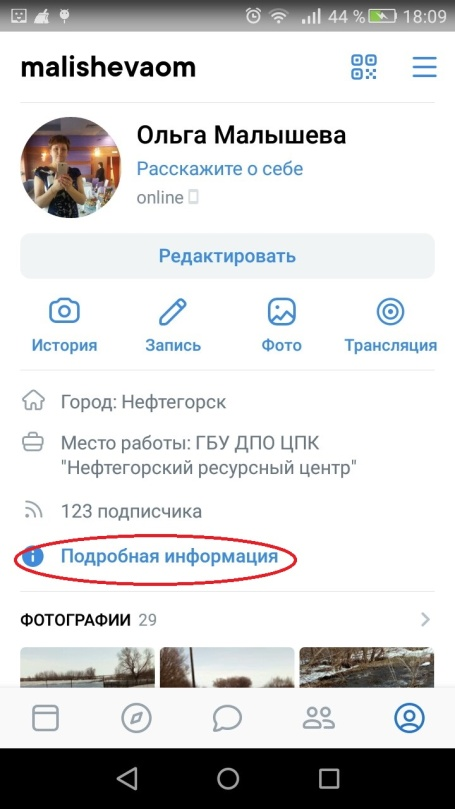 44 % 18:09
malishevaom
Ольга Малышева
Расскажите о себе
online
Редактировать
История Запись Фото Трансляция
Город: Нефтегорск
Место работы: ГБУ ДПО ЦПК
"Нефтегорский ресурсный центр"
123 подписчика
Подробная информация
ФОТОГРАФИИ 29